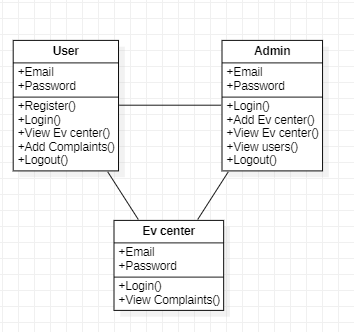 User
+Email
+Password
+Register()
+Login()
+View Ev center()
+Add Complaints()
+Logout()
Admin
+Email
+Password
+Login()
+Add Ev center()
+View Ev center()
+View users()
+Logout()
Ev center
+Email
+Password
+Login()
+View Complaints()